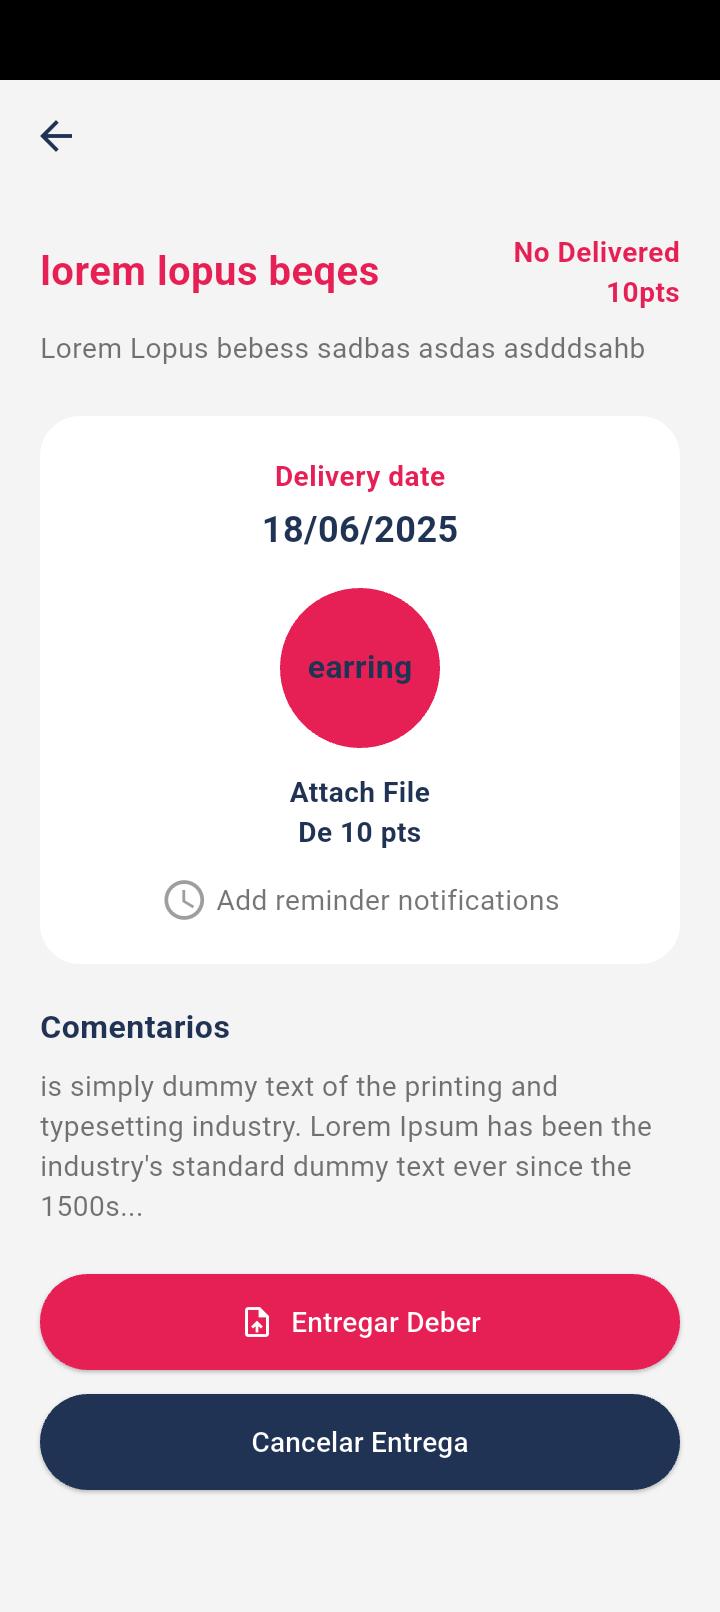 lorem lopus beqes
No Delivered
10pts
Lorem Lopus bebess sadbas asdas asdddsahb
Delivery date
18/06/2025
earring
Attach File
De 10 pts
Add reminder notifications
Comentarios
is simply dummy text of the printing and
typesetting industry. Lorem Ipsum has been the
industry's standard dummy text ever since the
1500s...
Entregar Deber
Cancelar Entrega